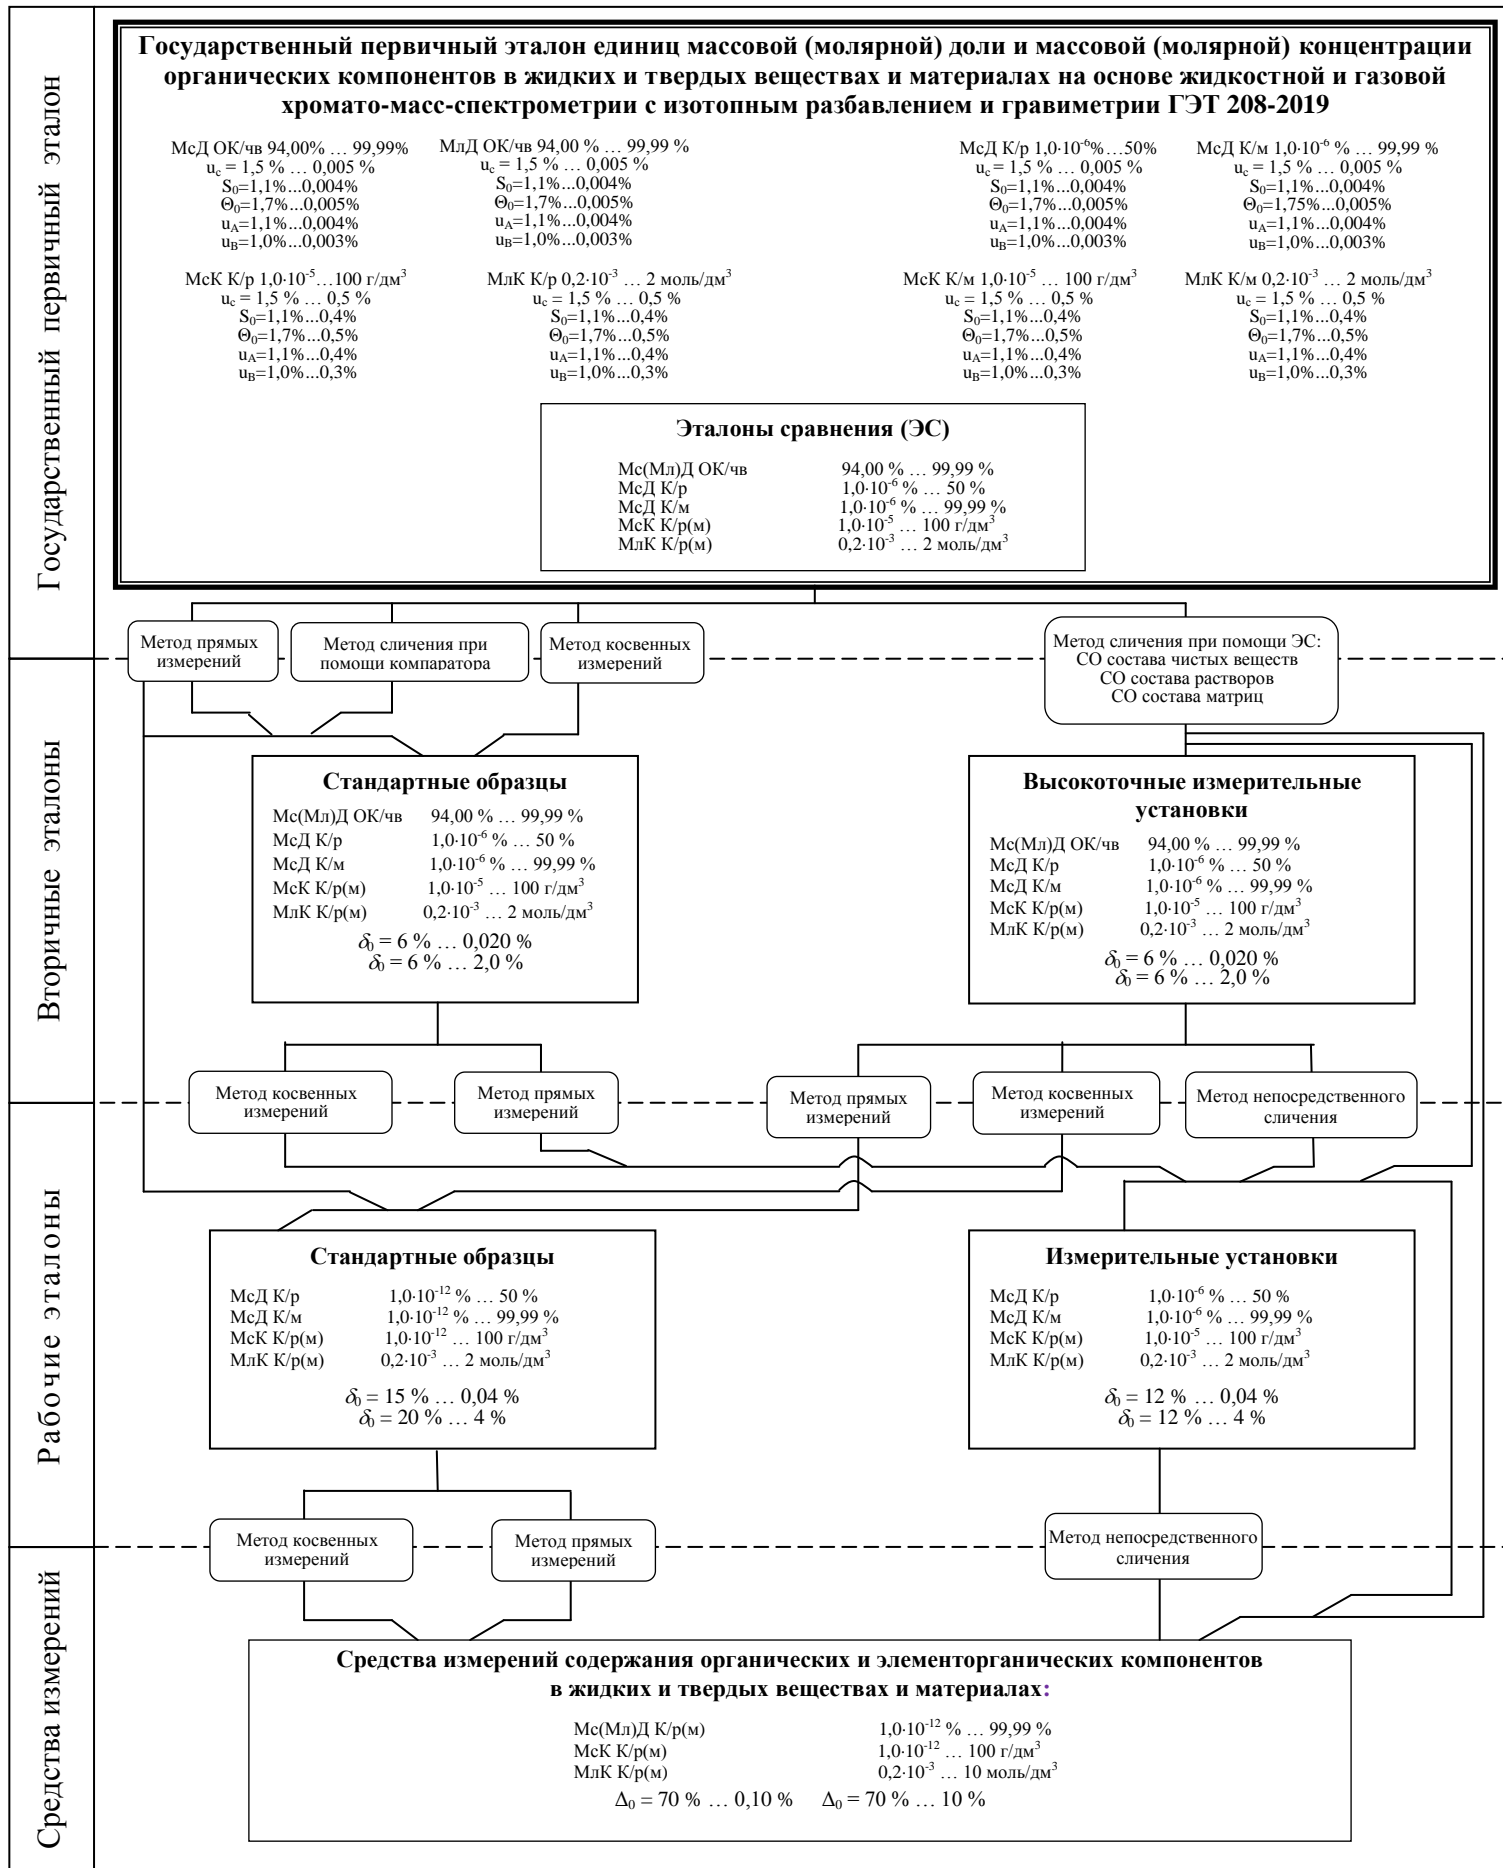 Государственный первичный эталон
Государственный первичный эталон единиц массовой (молярной) доли и массовой (молярной) концентрации
органических компонентов в жидких и твердых веществах и материалах на основе жидкостной и газовой
хромато-масс-спектрометрии с изотопным разбавлением и гравиметрии ГЭТ 208-2019
МсД ОК/чв 94,00% … 99,99%
u_c = 1,5 % … 0,005 %
S₀=1,1%...0,004%
Θ₀=1,7%...0,005%
u_A=1,1%...0,004%
u_B=1,0%...0,003%
МлД ОК/чв 94,00 % … 99,99 %
u_c = 1,5 % … 0,005 %
S₀=1,1%...0,004%
Θ₀=1,7%...0,005%
u_A=1,1%...0,004%
u_B=1,0%...0,003%
МсД К/р 1,0·10⁻⁶%…50%
u_c = 1,5 % … 0,005 %
S₀=1,1%...0,004%
Θ₀=1,7%...0,005%
u_A=1,1%...0,004%
u_B=1,0%...0,003%
МсД К/м 1,0·10⁻⁶ % … 99,99 %
u_c = 1,5 % … 0,005 %
S₀=1,1%...0,004%
Θ₀=1,75%...0,005%
u_A=1,1%...0,004%
u_B=1,0%...0,003%
МсК К/р 1,0·10⁻⁵ …100 г/дм³
u_c = 1,5 % … 0,5 %
S₀=1,1%...0,4%
Θ₀=1,7%...0,5%
u_A=1,1%...0,4%
u_B=1,0%...0,3%
МлК К/р 0,2·10⁻³ … 2 моль/дм³
u_c = 1,5 % … 0,5 %
S₀=1,1%...0,4%
Θ₀=1,7%...0,5%
u_A=1,1%...0,4%
u_B=1,0%...0,3%
МсК К/м 1,0·10⁻⁵ … 100 г/дм³
u_c = 1,5 % … 0,5 %
S₀=1,1%...0,4%
Θ₀=1,7%...0,5%
u_A=1,1%...0,4%
u_B=1,0%...0,3%
МлК К/м 0,2·10⁻³ … 2 моль/дм³
u_c = 1,5 % … 0,5 %
S₀=1,1%...0,4%
Θ₀=1,7%...0,5%
u_A=1,1%...0,4%
u_B=1,0%...0,3%
Эталоны сравнения (ЭС)
Мс(Мл)Д ОК/чв 94,00 % … 99,99 %
МсД К/р 1,0·10⁻⁶ % … 50 %
МсД К/м 1,0·10⁻⁶ % … 99,99 %
МсК К/р(м) 1,0·10⁻⁵ … 100 г/дм³
МлК К/р(м) 0,2·10⁻³ … 2 моль/дм³
Метод прямых
измерений
Метод сличения при
помощи компаратора
Метод косвенных
измерений
Метод сличения при помощи ЭС:
СО состава чистых веществ
СО состава растворов
СО состава матриц
Вторичные эталоны
Стандартные образцы
Мс(Мл)Д ОК/чв 94,00 % … 99,99 %
МсД К/р 1,0·10⁻⁶ % … 50 %
МсД К/м 1,0·10⁻⁶ % … 99,99 %
МсК К/р(м) 1,0·10⁻⁵ … 100 г/дм³
МлК К/р(м) 0,2·10⁻³ … 2 моль/дм³
δ₀ = 6 % … 0,020 %
δ₀ = 6 % … 2,0 %
Высокоточные измерительные
установки
Мс(Мл)Д ОК/чв 94,00 % … 99,99 %
МсД К/р 1,0·10⁻⁶ % … 50 %
МсД К/м 1,0·10⁻⁶ % … 99,99 %
МсК К/р(м) 1,0·10⁻⁵ … 100 г/дм³
МлК К/р(м) 0,2·10⁻³ … 2 моль/дм³
δ₀ = 6 % … 0,020 %
δ₀ = 6 % … 2,0 %
Метод косвенных
измерений
Метод прямых
измерений
Метод прямых
измерений
Метод косвенных
измерений
Метод непосредственного
сличения
Рабочие эталоны
Стандартные образцы
МсД К/р 1,0·10⁻¹² % … 50 %
МсД К/м 1,0·10⁻¹² % … 99,99 %
МсК К/р(м) 1,0·10⁻¹² … 100 г/дм³
МлК К/р(м) 0,2·10⁻³ … 2 моль/дм³
δ₀ = 15 % … 0,04 %
δ₀ = 20 % … 4 %
Измерительные установки
МсД К/р 1,0·10⁻⁶ % … 50 %
МсД К/м 1,0·10⁻⁶ % … 99,99 %
МсК К/р(м) 1,0·10⁻⁵ … 100 г/дм³
МлК К/р(м) 0,2·10⁻³ … 2 моль/дм³
δ₀ = 12 % … 0,04 %
δ₀ = 12 % … 4 %
Метод косвенных
измерений
Метод прямых
измерений
Метод непосредственного
сличения
Средства измерений
Средства измерений содержания органических и элементорганических компонентов
в жидких и твердых веществах и материалах:
Мс(Мл)Д К/р(м) 1,0·10⁻¹² % … 99,99 %
МсК К/р(м) 1,0·10⁻¹² … 100 г/дм³
МлК К/р(м) 0,2·10⁻³ … 10 моль/дм³
Δ₀ = 70 % … 0,10 % Δ₀ = 70 % … 10 %